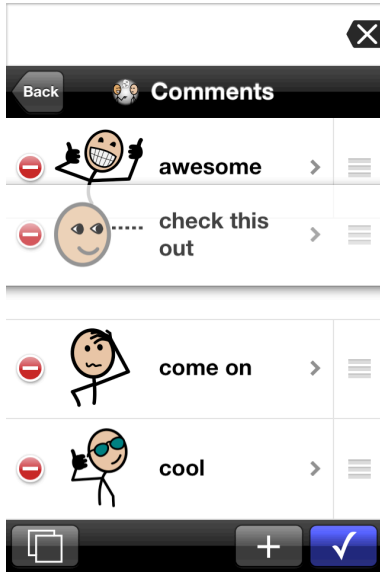 Back
Comments
awesome
check this
out
come on
cool